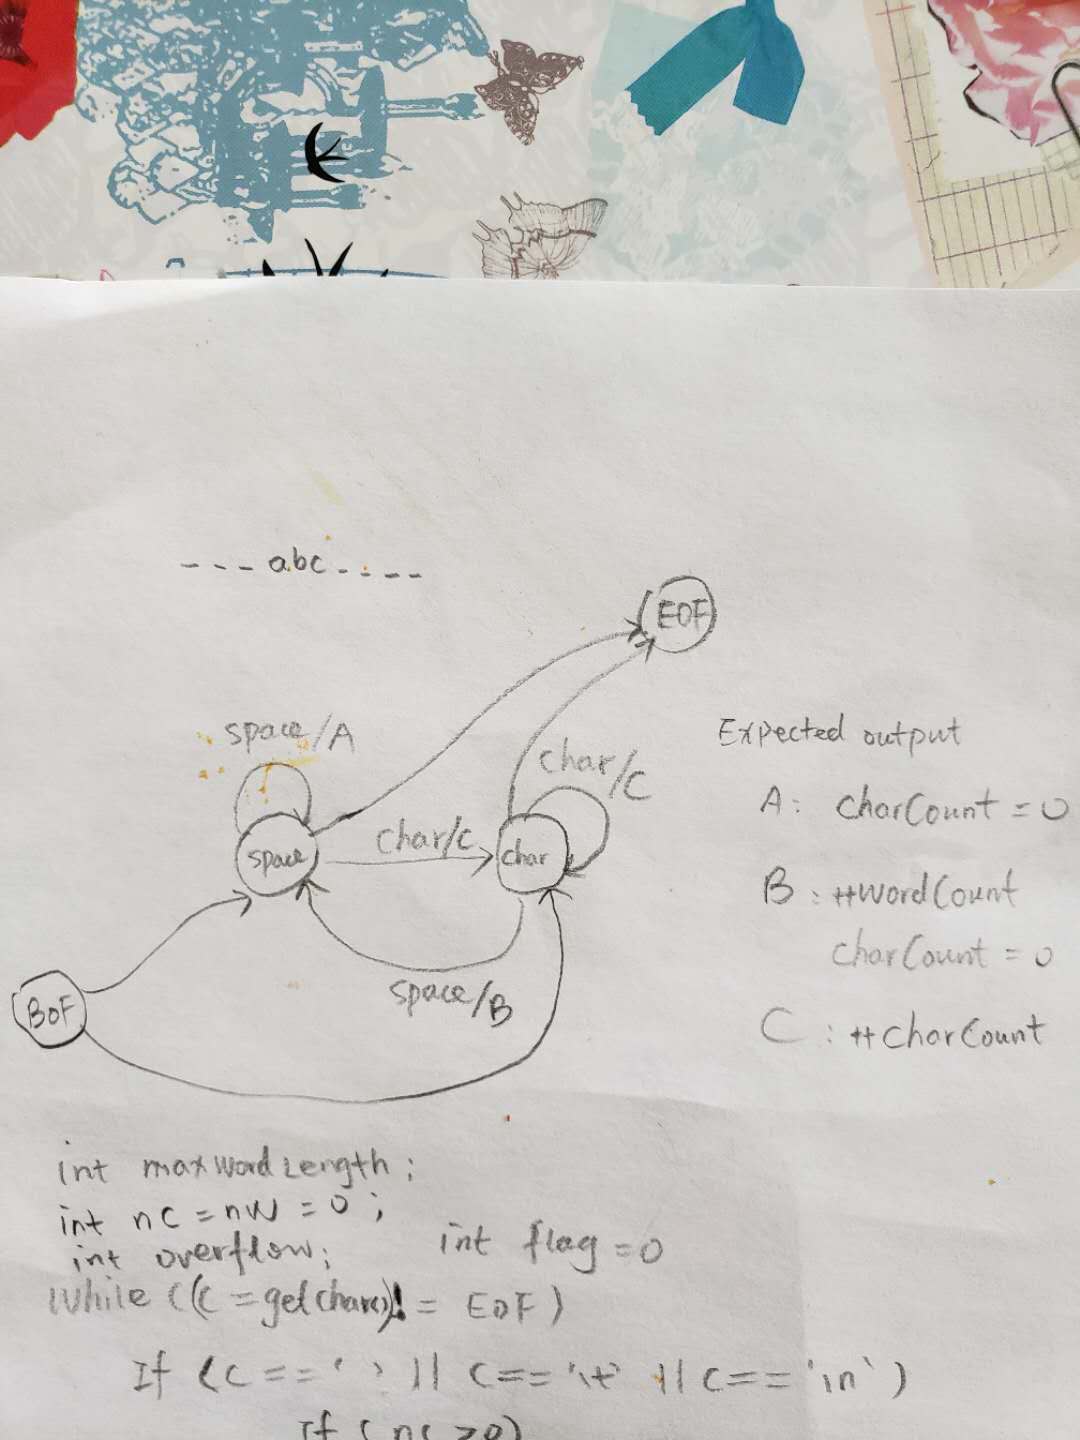 ---abc----
EOF
space/A
Expected output
char/C
A: charCount = 0
char/c
space
char
B: ++wordCount
charCount = 0
space/B
BOF
C: ++charCount
int maxwordLength;
int nc = nw = 0;
int overflow; int flag = 0
While ((c = getchar()) != EOF)
If (c == ' ' || c == '\t' || c == '\n')
If (nc >0)